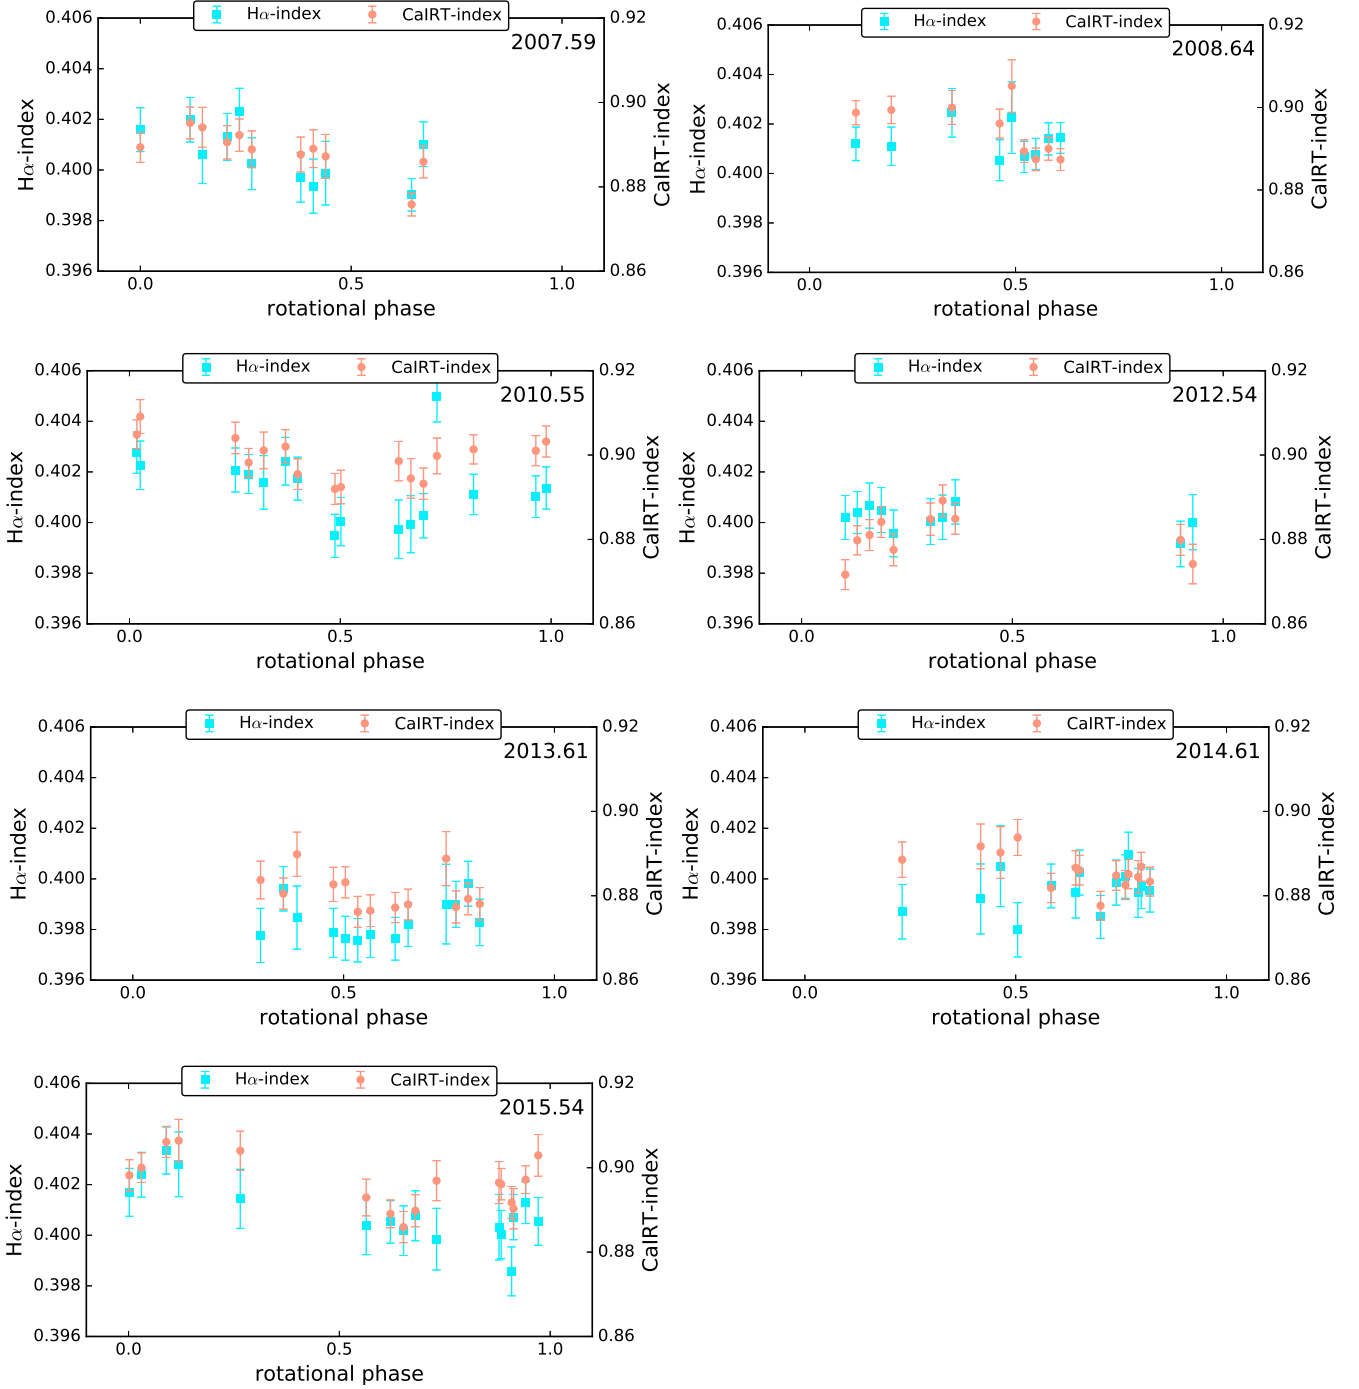 Hα-index CaIRT-index
2007.59
0.406
0.404
0.402
0.400
0.398
0.396
Hα-index
0.92
0.90
0.88
0.86
CaIRT-index
0.0 0.5 1.0
rotational phase
Hα-index CaIRT-index
2008.64
0.406
0.404
0.402
0.400
0.398
0.396
Hα-index
0.92
0.90
0.88
0.86
CaIRT-index
0.0 0.5 1.0
rotational phase
Hα-index CaIRT-index
2010.55
0.406
0.404
0.402
0.400
0.398
0.396
Hα-index
0.92
0.90
0.88
0.86
CaIRT-index
0.0 0.5 1.0
rotational phase
Hα-index CaIRT-index
2012.54
0.406
0.404
0.402
0.400
0.398
0.396
Hα-index
0.92
0.90
0.88
0.86
CaIRT-index
0.0 0.5 1.0
rotational phase
Hα-index CaIRT-index
2013.61
0.406
0.404
0.402
0.400
0.398
0.396
Hα-index
0.92
0.90
0.88
0.86
CaIRT-index
0.0 0.5 1.0
rotational phase
Hα-index CaIRT-index
2014.61
0.406
0.404
0.402
0.400
0.398
0.396
Hα-index
0.92
0.90
0.88
0.86
CaIRT-index
0.0 0.5 1.0
rotational phase
Hα-index CaIRT-index
2015.54
0.406
0.404
0.402
0.400
0.398
0.396
Hα-index
0.92
0.90
0.88
0.86
CaIRT-index
0.0 0.5 1.0
rotational phase